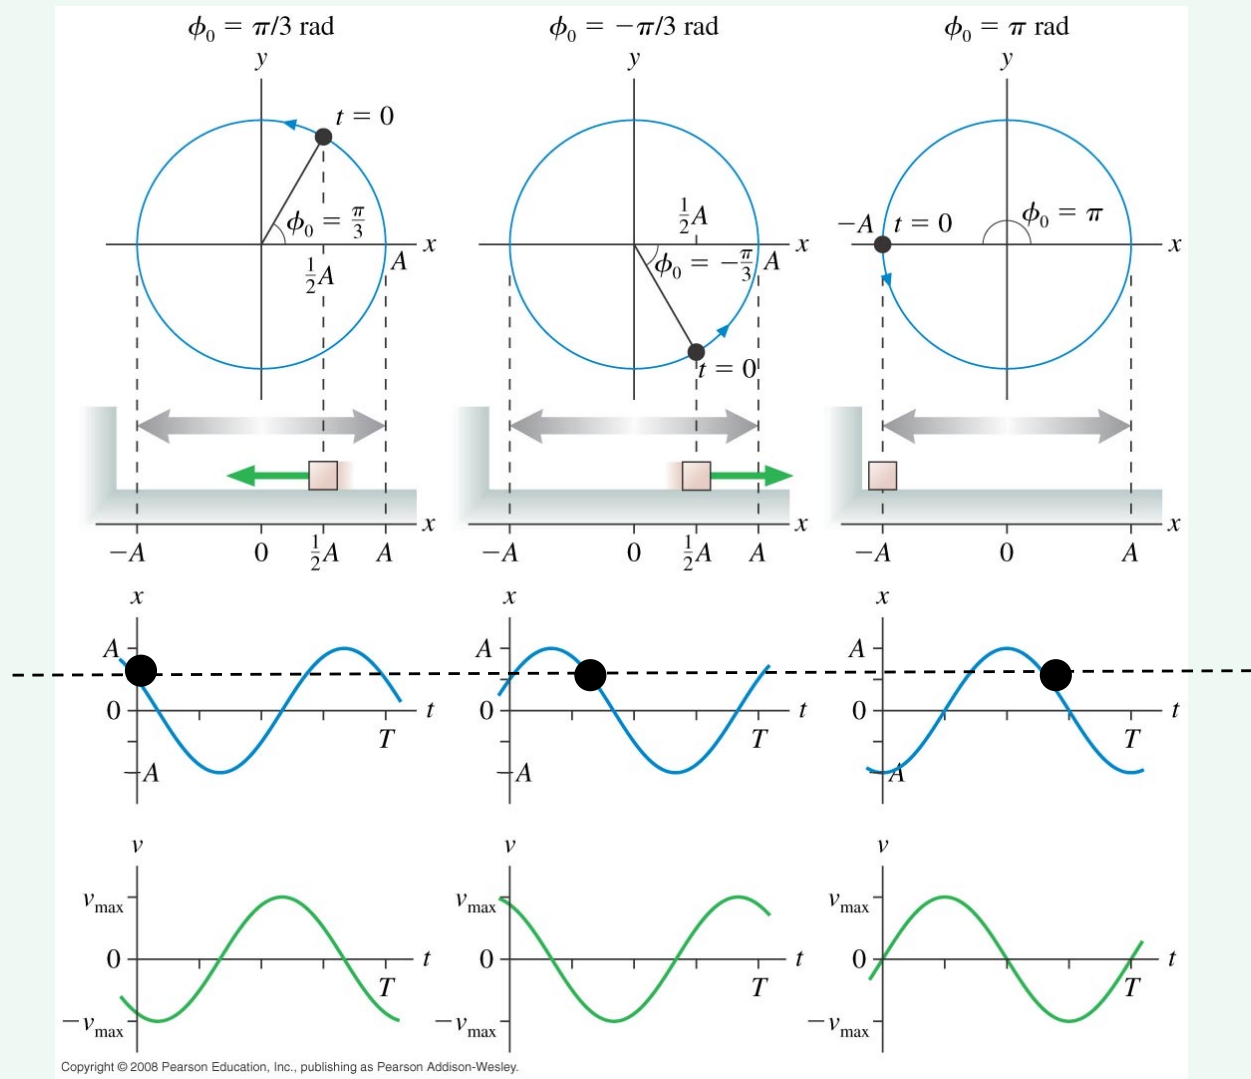 ϕ₀ = π/3 rad
y
t = 0
ϕ₀ = π/3
x
½A
A
−A 0 ½A A
x
x
A
0
−A
t
T
v
vmax
0
−vmax
t
T
ϕ₀ = −π/3 rad
y
½A
x
ϕ₀ = −π/3
A
t = 0
x
−A 0 ½A A
x
A
0
−A
t
T
v
vmax
0
−vmax
t
T
ϕ₀ = π rad
y
−A
t = 0
ϕ₀ = π
x
x
−A 0 A
x
A
0
−A
t
T
v
vmax
0
−vmax
t
T
Copyright © 2008 Pearson Education, Inc., publishing as Pearson Addison-Wesley.